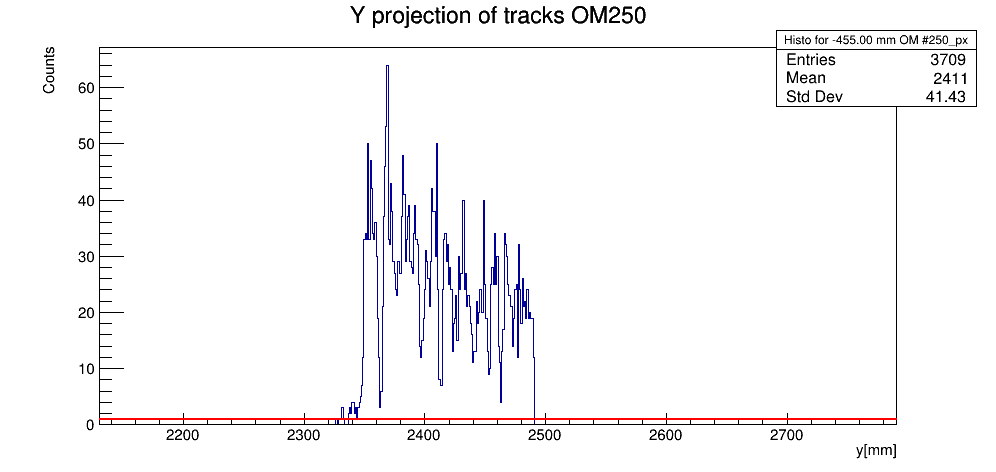 Y projection of tracks OM250
Histo for -455.00 mm OM #250_px
Entries 3709
Mean 2411
Std Dev 41.43
Counts
60
50
40
30
20
10
0
2200 2300 2400 2500 2600 2700
y[mm]